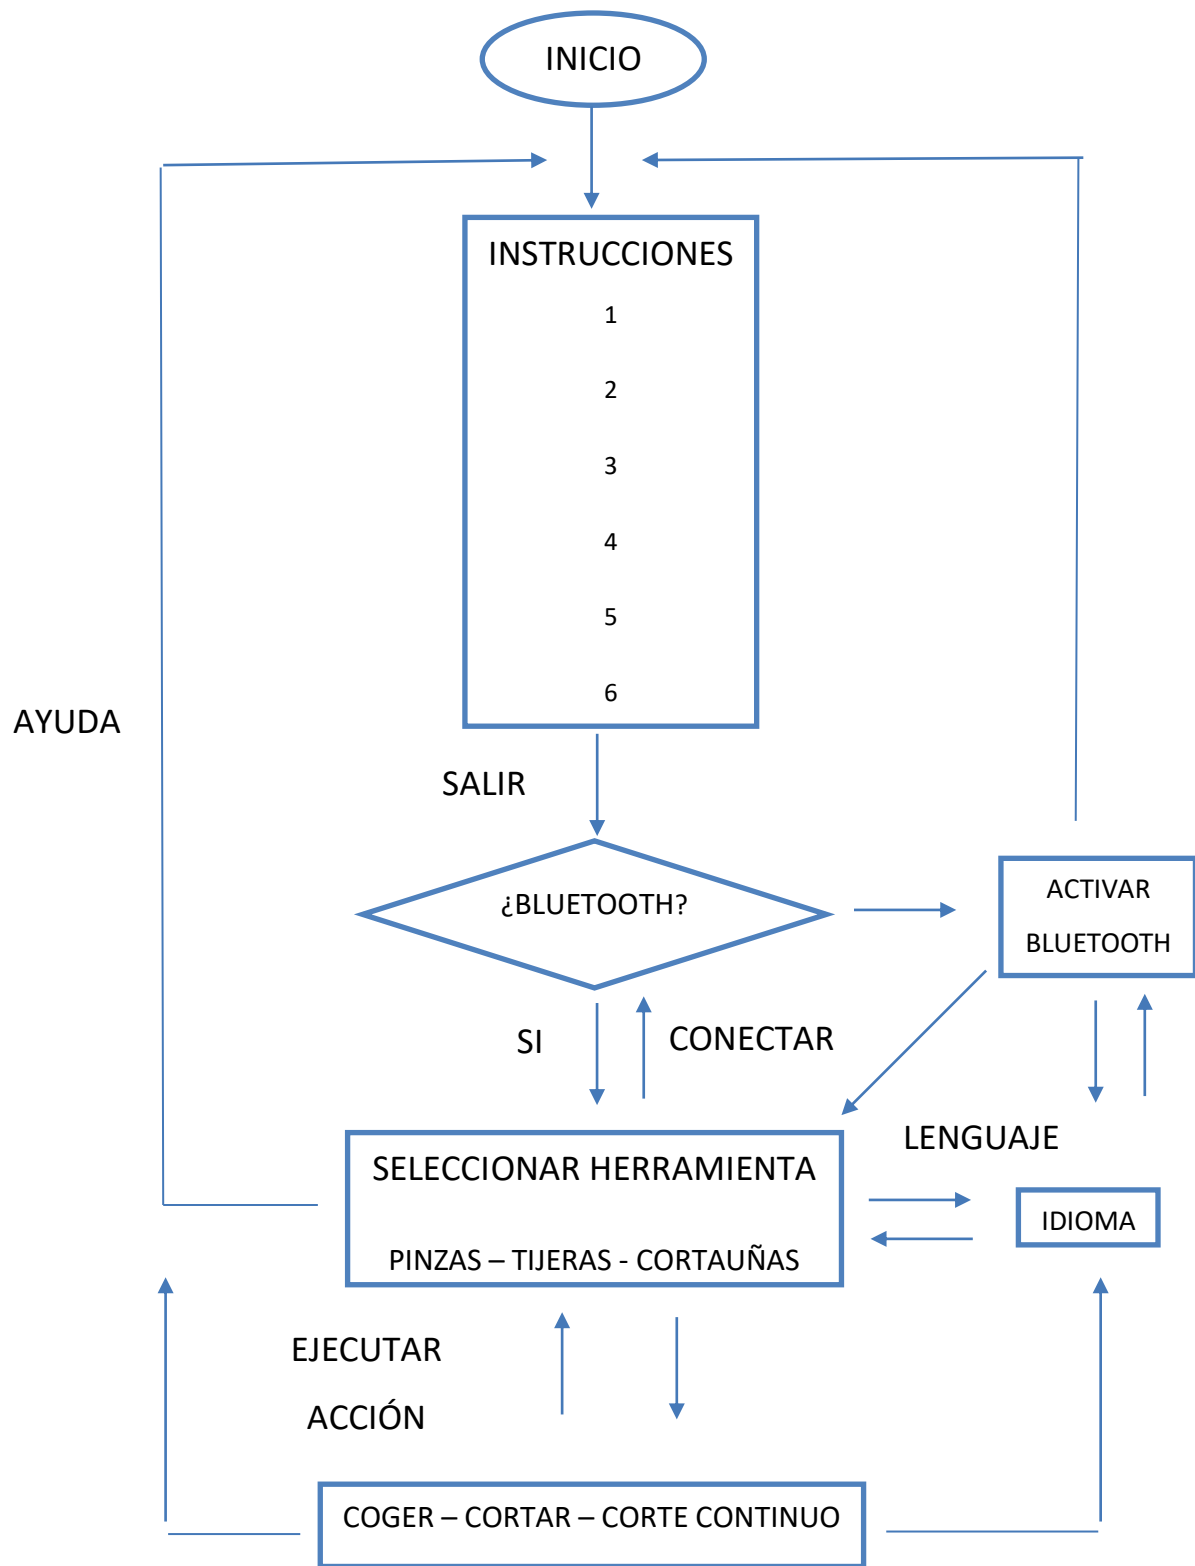 INICIO
INSTRUCCIONES
1
2
3
4
5
6
AYUDA
SALIR
¿BLUETOOTH?
ACTIVAR
BLUETOOTH
SI
CONECTAR
LENGUAJE
SELECCIONAR HERRAMIENTA
PINZAS – TIJERAS - CORTAUÑAS
IDIOMA
EJECUTAR
ACCIÓN
COGER – CORTAR – CORTE CONTINUO